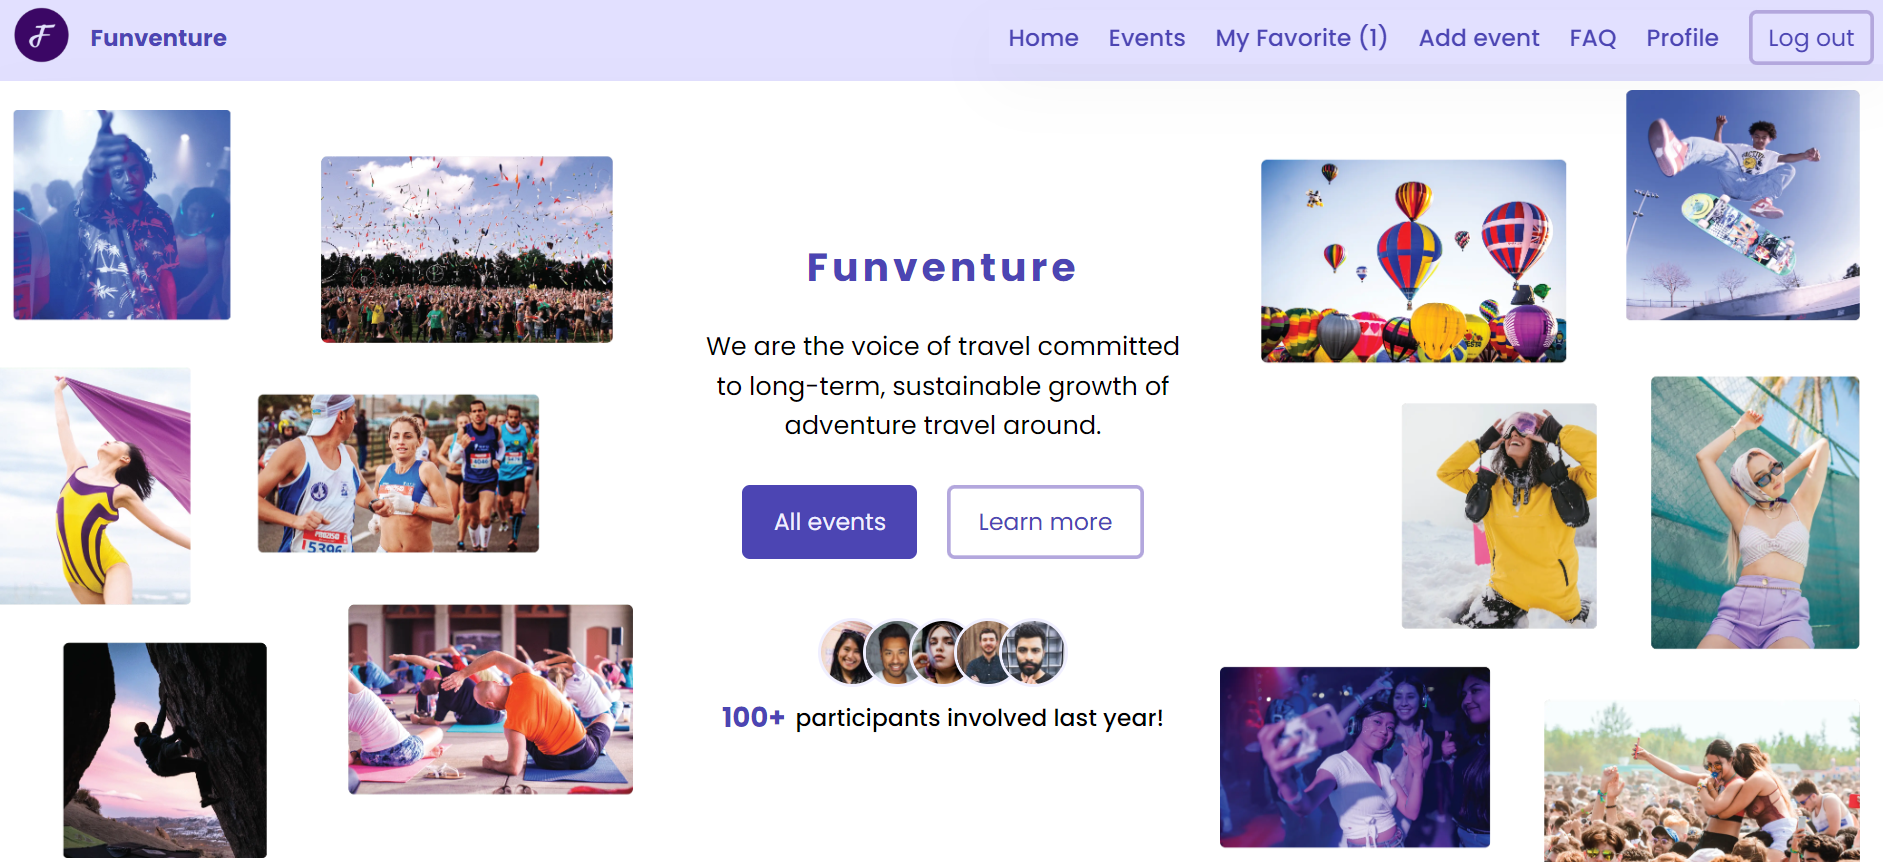 F
Funventure
Home
Events
My Favorite (1)
Add event
FAQ
Profile
Log out
Funventure
We are the voice of travel committed
to long-term, sustainable growth of
adventure travel around.
All events
Learn more
100+ participants involved last year!
5396